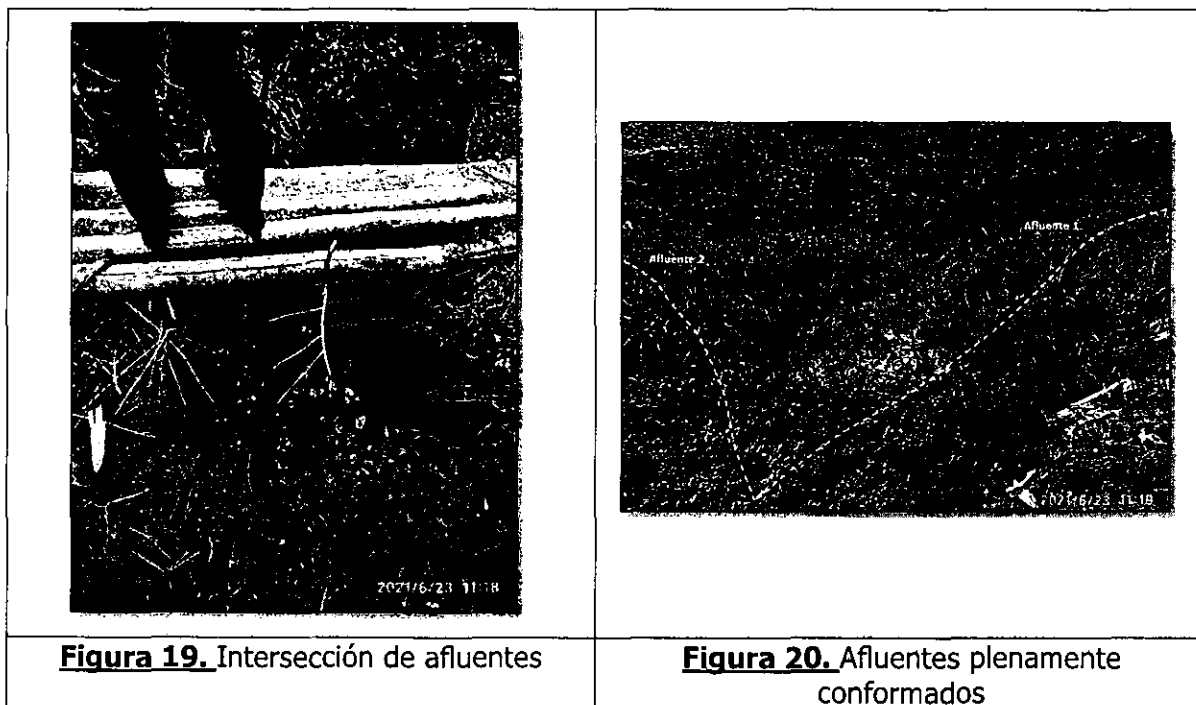 2021/6/23 11:18
Afluente 1
Afluente 2
2021/6/23 11:18
Figura 19. Intersección de afluentes
Figura 20. Afluentes plenamente
conformados